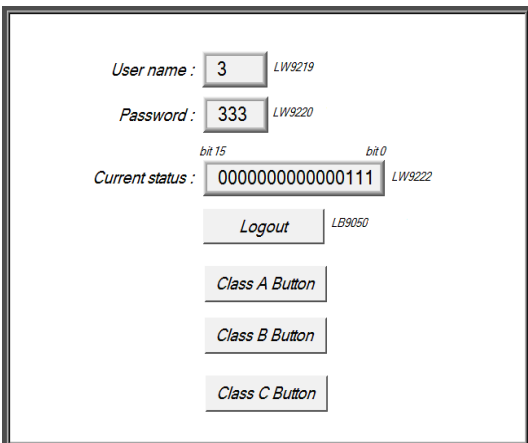 User name : 3 LW9219
Password : 333 LW9220
bit 15 bit 0
Current status : 0000000000000111 LW9222
Logout LB9050
Class A Button
Class B Button
Class C Button